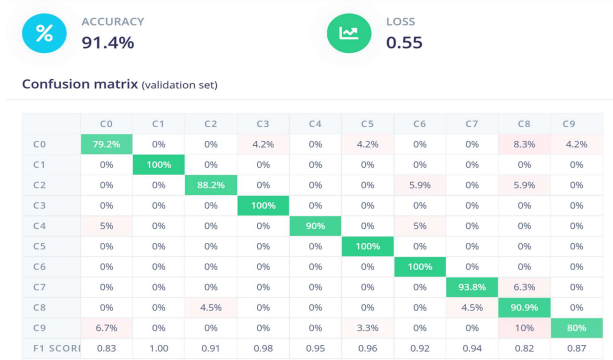 %
ACCURACY
91.4%
LOSS
0.55
Confusion matrix (validation set)
C0 C1 C2 C3 C4 C5 C6 C7 C8 C9
C0 79.2% 0% 0% 4.2% 0% 4.2% 0% 0% 8.3% 4.2%
C1 0% 100% 0% 0% 0% 0% 0% 0% 0% 0%
C2 0% 0% 88.2% 0% 0% 0% 5.9% 0% 5.9% 0%
C3 0% 0% 0% 100% 0% 0% 0% 0% 0% 0%
C4 5% 0% 0% 0% 90% 0% 5% 0% 0% 0%
C5 0% 0% 0% 0% 0% 100% 0% 0% 0% 0%
C6 0% 0% 0% 0% 0% 0% 100% 0% 0% 0%
C7 0% 0% 0% 0% 0% 0% 0% 93.8% 6.3% 0%
C8 0% 0% 4.5% 0% 0% 0% 0% 4.5% 90.9% 0%
C9 6.7% 0% 0% 0% 0% 3.3% 0% 0% 10% 80%
F1 SCORI 0.83 1.00 0.91 0.98 0.95 0.96 0.92 0.94 0.82 0.87